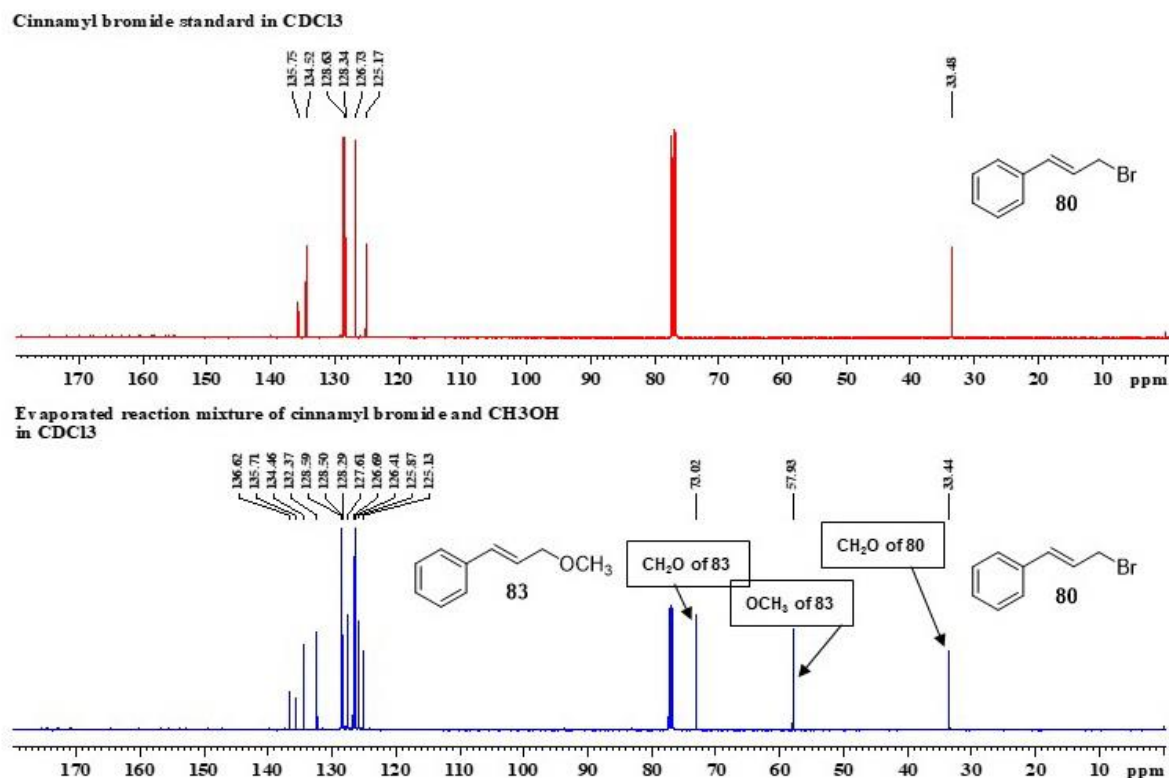 Cinnamyl bromide standard in CDCl3
135.75
134.52
128.63
128.34
126.73
125.17
33.48
Br
80
170 160 150 140 130 120 110 100 90 80 70 60 50 40 30 20 10 ppm
Evaporated reaction mixture of cinnamyl bromide and CH3OH
in CDCl3
136.62
135.71
134.46
132.37
128.59
128.50
128.29
127.61
126.69
126.41
125.87
125.13
73.02
57.93
33.44
OCH₃
83
CH₂O of 83
OCH₃ of 83
CH₂O of 80
Br
80
170 160 150 140 130 120 110 100 90 80 70 60 50 40 30 20 10 ppm